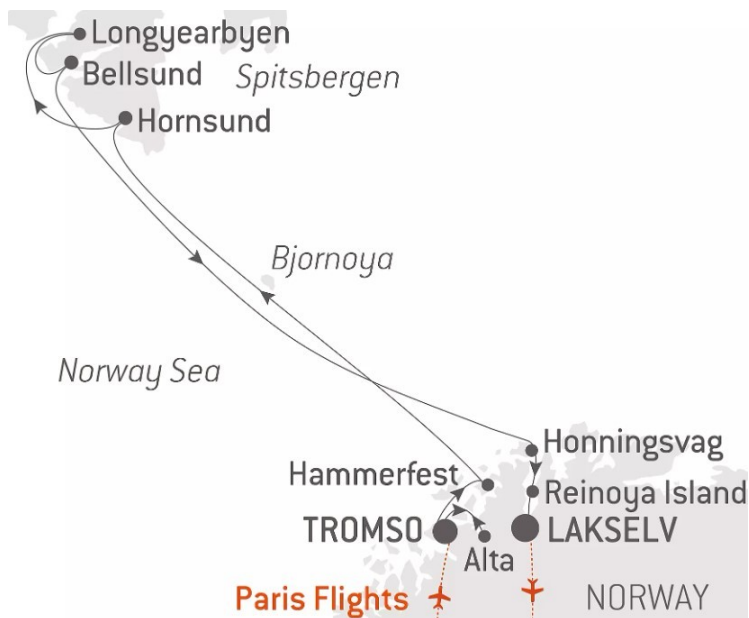 Longyearbyen
Bellsund
Spitsbergen
Hornsund
Bjornoya
Norway Sea
Honningsvag
Hammerfest
Reinoya Island
TROMSO
LAKSELV
Alta
Paris Flights
NORWAY